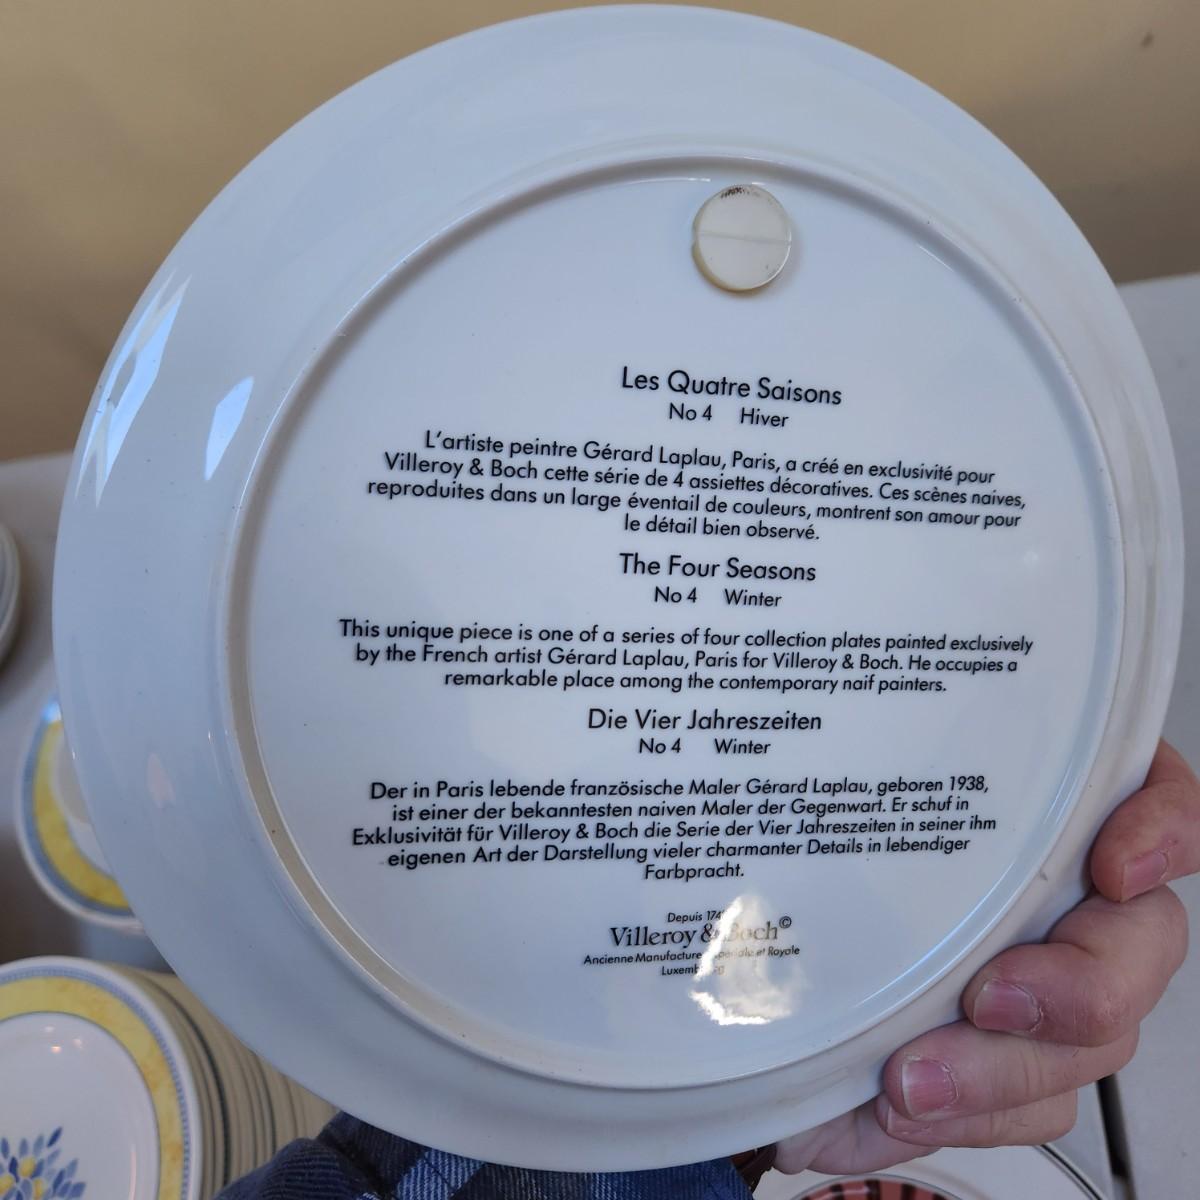 Les Quatre Saisons
No 4 Hiver
L'artiste peintre Gérard Laplau, Paris, a créé en exclusivité pour
Villeroy & Boch cette série de 4 assiettes décoratives. Ces scènes naives,
reproduites dans un large éventail de couleurs, montrent son amour pour
le détail bien observé.
The Four Seasons
No 4 Winter
This unique piece is one of a series of four collection plates painted exclusively
by the French artist Gérard Laplau, Paris for Villeroy & Boch. He occupies a
remarkable place among the contemporary naif painters.
Die Vier Jahreszeiten
No 4 Winter
Der in Paris lebende französische Maler Gérard Laplau, geboren 1938,
ist einer der bekanntesten naiven Maler der Gegenwart. Er schuf in
Exklusivität für Villeroy & Boch die Serie der Vier Jahreszeiten in seiner ihm
eigenen Art der Darstellung vieler charmanter Details in lebendiger
Farbpracht.
Depuis
Villeroy & Boch©
Ancienne Manufacture et Royale